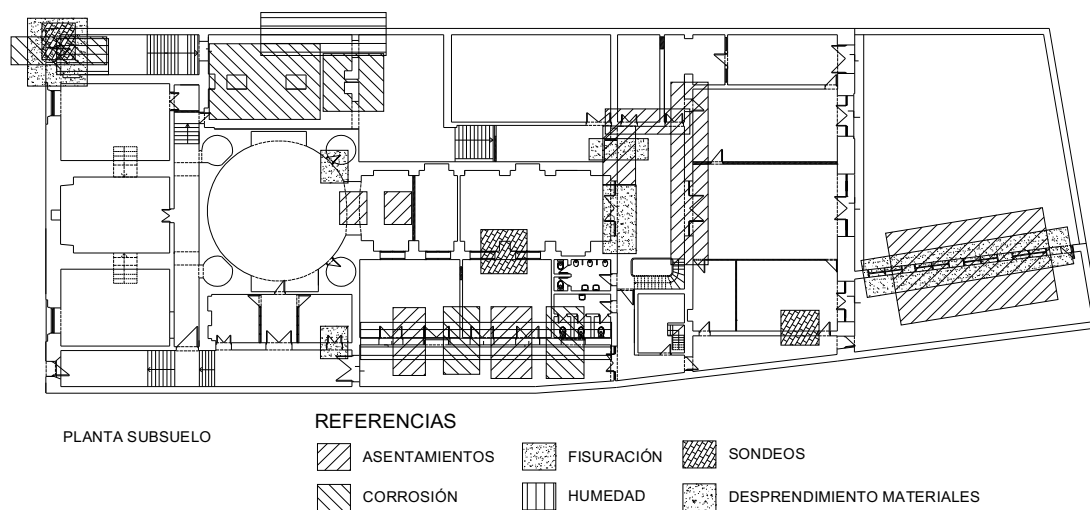 PLANTA SUBSUELO
REFERENCIAS
ASENTAMIENTOS
FISURACIÓN
SONDEOS
CORROSIÓN
HUMEDAD
DESPRENDIMIENTO MATERIALES